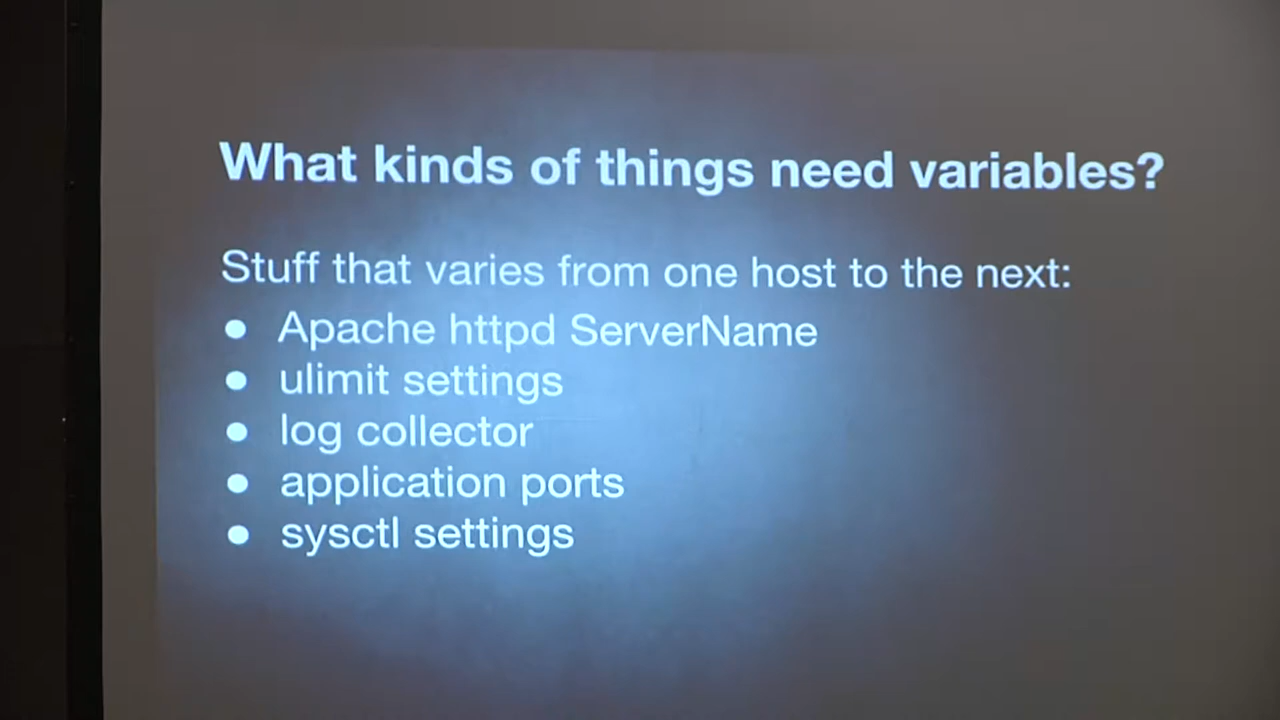 What kinds of things need variables?
Stuff that varies from one host to the next:
● Apache httpd ServerName
● ulimit settings
● log collector
● application ports
● sysctl settings